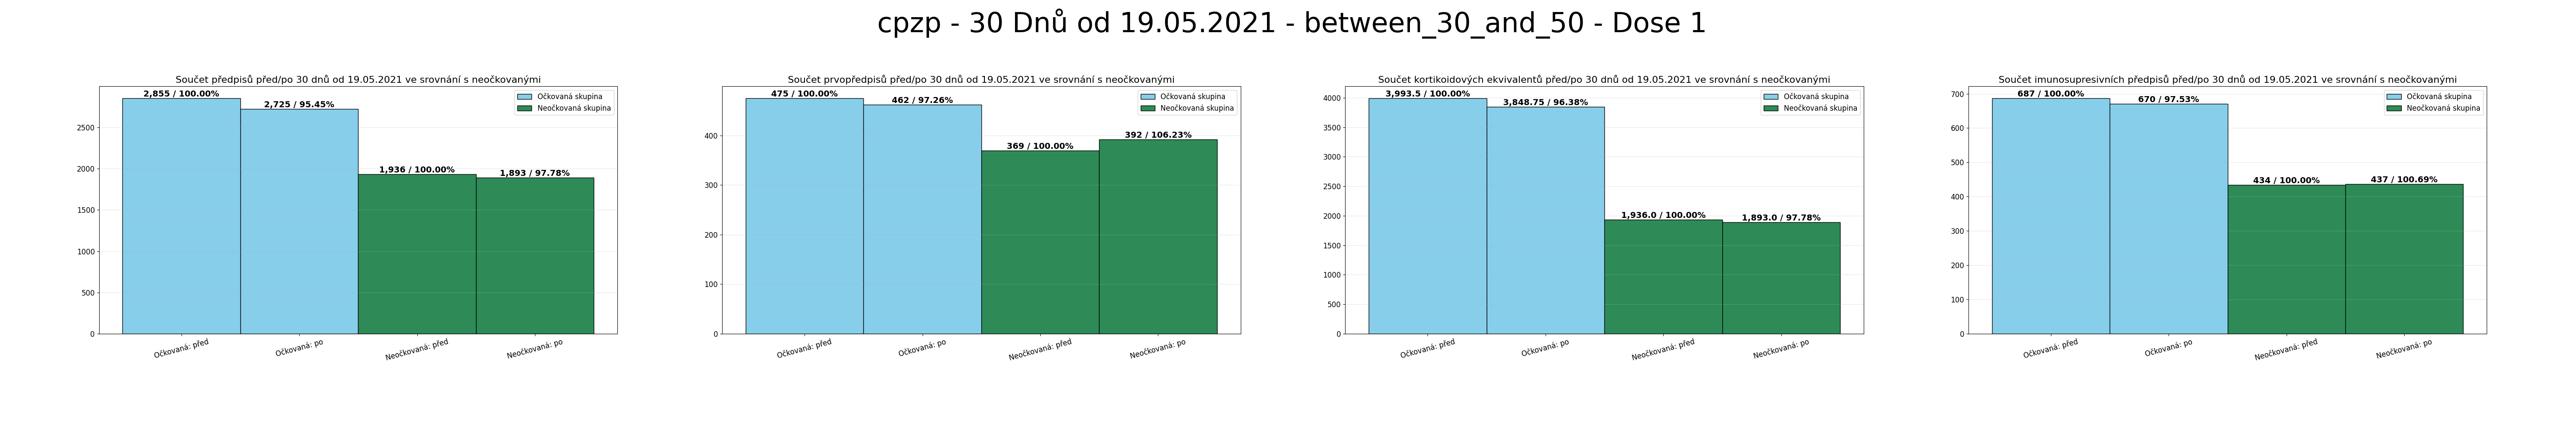 cpzp - 30 Dnů od 19.05.2021 - between_30_and_50 - Dose 1
Součet předpisů před/po 30 dnů od 19.05.2021 ve srovnání s neočkovanými
2,855 / 100.00%
2,725 / 95.45%
1,936 / 100.00%
1,893 / 97.78%
Očkovaná skupina
Neočkovaná skupina
2500
2000
1500
1000
500
0
Očkovaná: před
Očkovaná: po
Neočkovaná: před
Neočkovaná: po
Součet prvopředpisů před/po 30 dnů od 19.05.2021 ve srovnání s neočkovanými
475 / 100.00%
462 / 97.26%
369 / 100.00%
392 / 106.23%
Očkovaná skupina
Neočkovaná skupina
400
300
200
100
0
Očkovaná: před
Očkovaná: po
Neočkovaná: před
Neočkovaná: po
Součet kortikoidových ekvivalentů před/po 30 dnů od 19.05.2021 ve srovnání s neočkovanými
3,993.5 / 100.00%
3,848.75 / 96.38%
1,936.0 / 100.00%
1,893.0 / 97.78%
Očkovaná skupina
Neočkovaná skupina
4000
3500
3000
2500
2000
1500
1000
500
0
Očkovaná: před
Očkovaná: po
Neočkovaná: před
Neočkovaná: po
Součet imunosupresivních předpisů před/po 30 dnů od 19.05.2021 ve srovnání s neočkovanými
687 / 100.00%
670 / 97.53%
434 / 100.00%
437 / 100.69%
Očkovaná skupina
Neočkovaná skupina
700
600
500
400
300
200
100
0
Očkovaná: před
Očkovaná: po
Neočkovaná: před
Neočkovaná: po